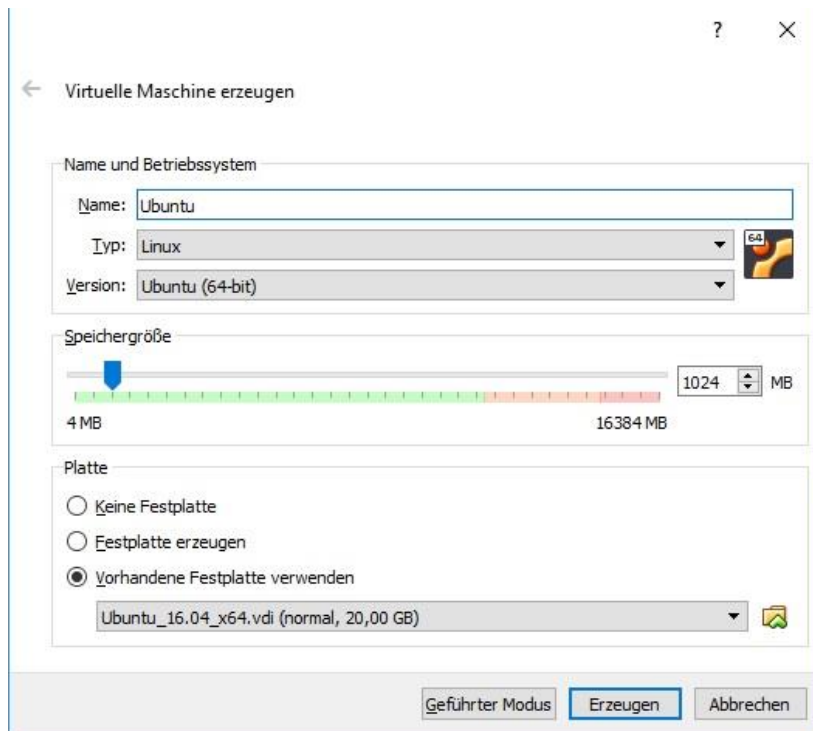 ?
Virtuelle Maschine erzeugen
Name und Betriebssystem
Name: Ubuntu
64
Typ: Linux
Version: Ubuntu (64-bit)
Speichergröße
1024 MB
4 MB 16384 MB
Platte
Keine Festplatte
Festplatte erzeugen
Vorhandene Festplatte verwenden
Ubuntu_16.04_x64.vdi (normal, 20,00 GB)
Geführter Modus Erzeugen Abbrechen